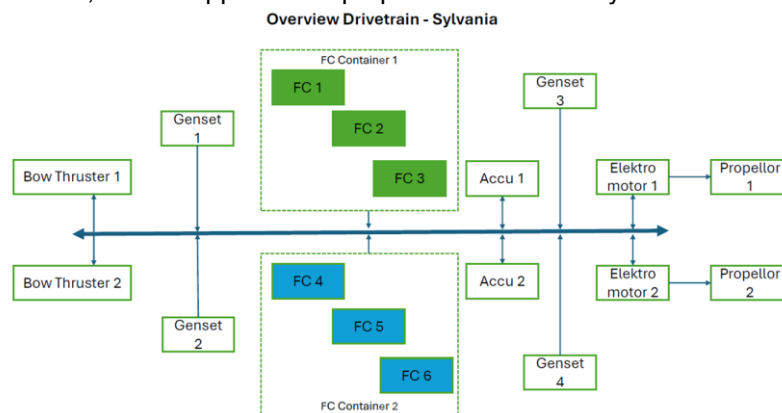 Overview Drivetrain - Sylvania
FC Container 1
FC 1
FC 2
FC 3
Genset
1
Genset
3
Bow Thruster 1
Accu 1
Elektro
motor 1
Propellor
1
Bow Thruster 2
Accu 2
Elektro
motor 2
Propellor
2
Genset
2
FC 4
FC 5
FC 6
Genset
4
FC Container 2